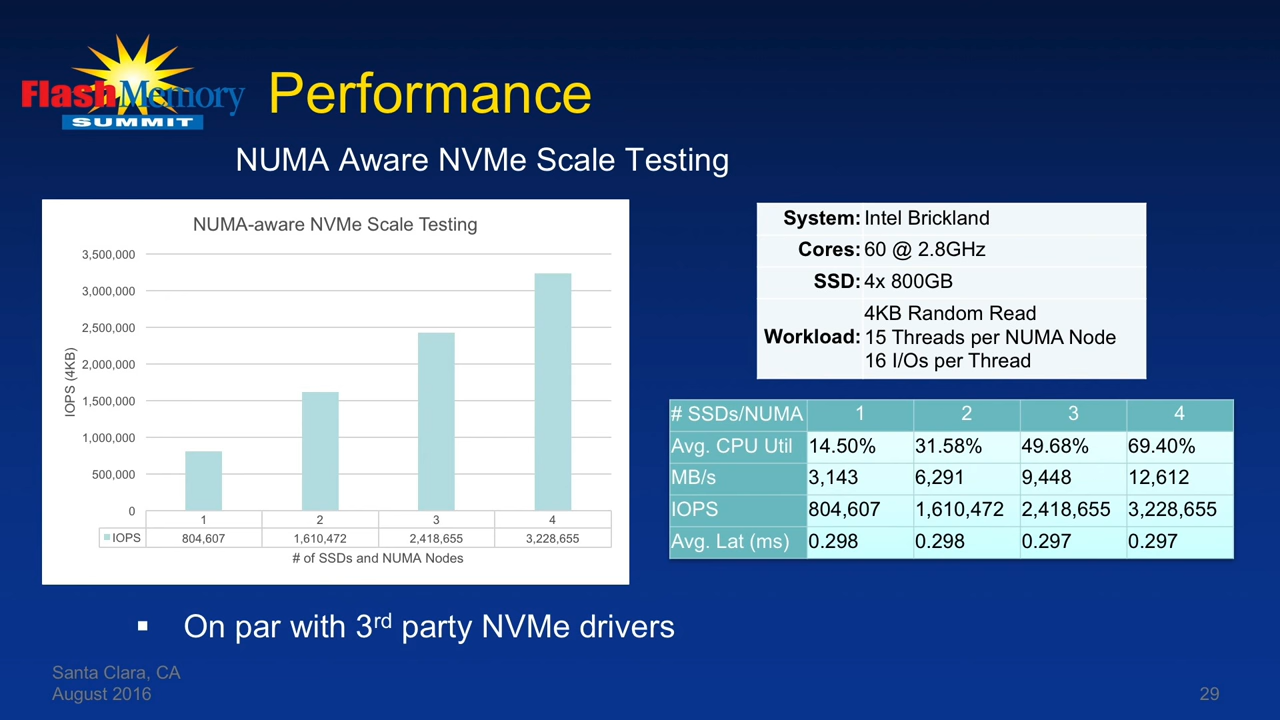 FlashMemory
SUMMIT
Performance
NUMA Aware NVMe Scale Testing
NUMA-aware NVMe Scale Testing
3,500,000
3,000,000
2,500,000
2,000,000
1,500,000
1,000,000
500,000
0
IOPS (4KB)
1 2 3 4
IOPS 804,607 1,610,472 2,418,655 3,228,655
# of SSDs and NUMA Nodes
System: Intel Brickland
Cores: 60 @ 2.8GHz
SSD: 4x 800GB
Workload: 4KB Random Read
15 Threads per NUMA Node
16 I/Os per Thread
# SSDs/NUMA 1 2 3 4
Avg. CPU Util 14.50% 31.58% 49.68% 69.40%
MB/s 3,143 6,291 9,448 12,612
IOPS 804,607 1,610,472 2,418,655 3,228,655
Avg. Lat (ms) 0.298 0.298 0.297 0.297
▪ On par with 3rd party NVMe drivers
Santa Clara, CA
August 2016
29